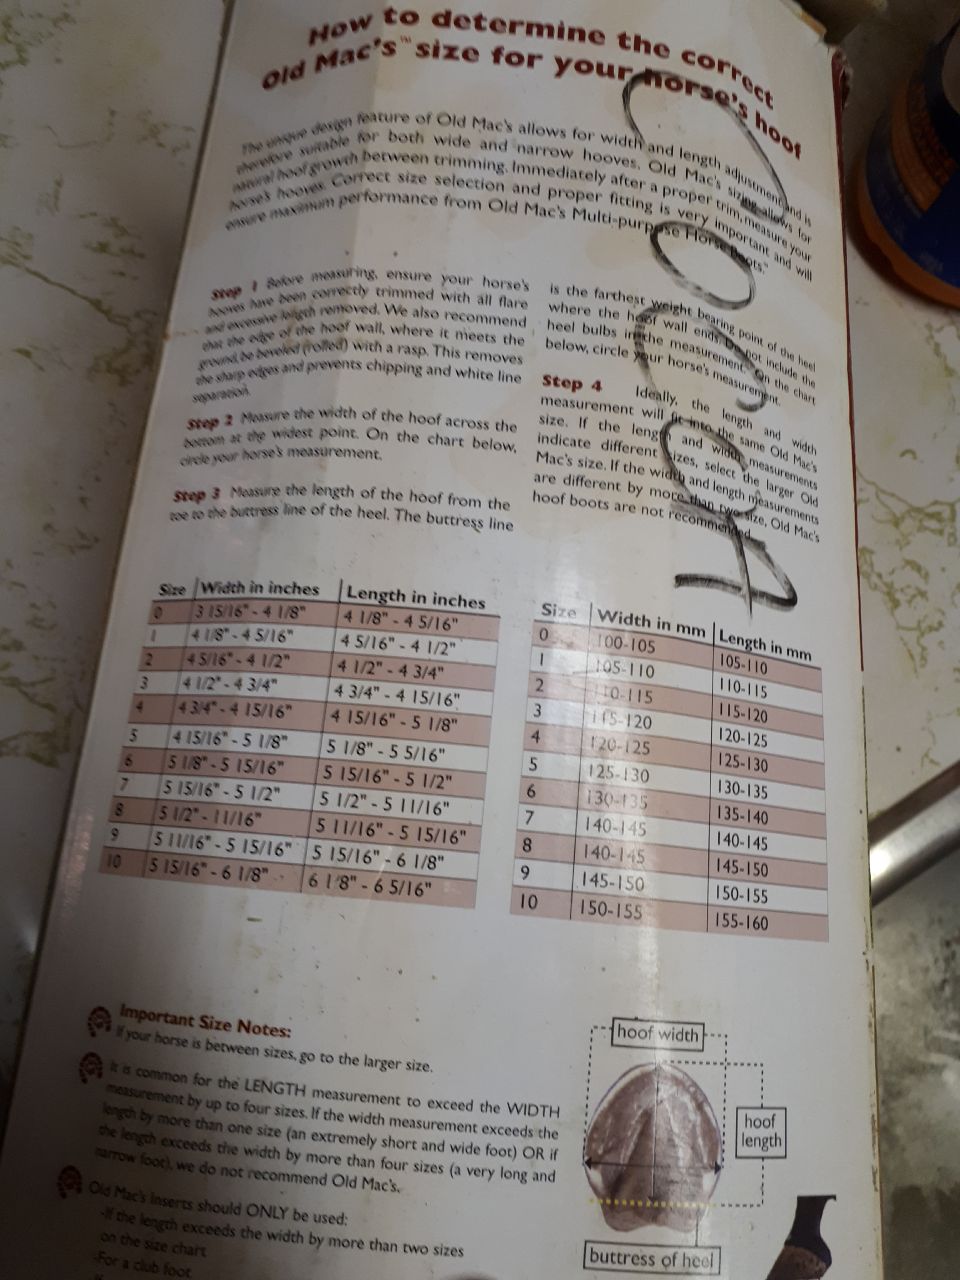 How to determine the correct
Old Mac's™ size for your horse's hoof
The unique design feature of Old Mac's allows for width and length adjustment and is
therefore suitable for both wide and narrow hooves. Old Mac's sizing allows for
natural hoof growth between trimming. Immediately after a proper trim, measure your
horse's hooves. Correct size selection and proper fitting is very important and will
ensure maximum performance from Old Mac's Multi-purpose Horse Boots."
Step 1 Before measuring, ensure your horse's
hooves have been correctly trimmed with all flare
and excessive length removed. We also recommend
that the edge of the hoof wall, where it meets the
ground, be beveled (rolled) with a rasp. This removes
the sharp edges and prevents chipping and white line
separation.
Step 2 Measure the width of the hoof across the
bottom at the widest point. On the chart below,
circle your horse's measurement.
Step 3 Measure the length of the hoof from the
toe to the buttress line of the heel. The buttress line
is the farthest weight bearing point of the heel
where the hoof wall ends. Do not include the
heel bulbs in the measurement. On the chart
below, circle your horse's measurement.
Step 4 Ideally, the length and width
measurement will fit into the same Old Mac's
size. If the length and width measurements
indicate different sizes, select the larger Old
Mac's size. If the width and length measurements
are different by more than two size, Old Mac's
hoof boots are not recommended.
Size Width in inches Length in inches
0 3 15/16" - 4 1/8" 4 1/8" - 4 5/16"
1 4 1/8" - 4 5/16" 4 5/16" - 4 1/2"
2 4 5/16" - 4 1/2" 4 1/2" - 4 3/4"
3 4 1/2" - 4 3/4" 4 3/4" - 4 15/16"
4 4 3/4" - 4 15/16" 4 15/16" - 5 1/8"
5 4 15/16" - 5 1/8" 5 1/8" - 5 5/16"
6 5 1/8" - 5 15/16" 5 15/16" - 5 1/2"
7 5 15/16" - 5 1/2" 5 1/2" - 5 11/16"
8 5 1/2" - 11/16" 5 11/16" - 5 15/16"
9 5 11/16" - 5 15/16" 5 15/16" - 6 1/8"
10 5 15/16" - 6 1/8" 6 1/8" - 6 5/16"
Size Width in mm Length in mm
0 100-105 105-110
1 105-110 110-115
2 110-115 115-120
3 115-120 120-125
4 120-125 125-130
5 125-130 130-135
6 130-135 135-140
7 140-145 140-145
8 140-145 145-150
9 145-150 150-155
10 150-155 155-160
Important Size Notes:
If your horse is between sizes, go to the larger size.
It is common for the LENGTH measurement to exceed the WIDTH
measurement by up to four sizes. If the width measurement exceeds the
length by more than one size (an extremely short and wide foot) OR if
the length exceeds the width by more than four sizes (a very long and
narrow foot), we do not recommend Old Mac's.
Old Mac's Inserts should ONLY be used:
-If the length exceeds the width by more than two sizes
on the size chart
-For a club foot
hoof width
hoof
length
buttress of heel